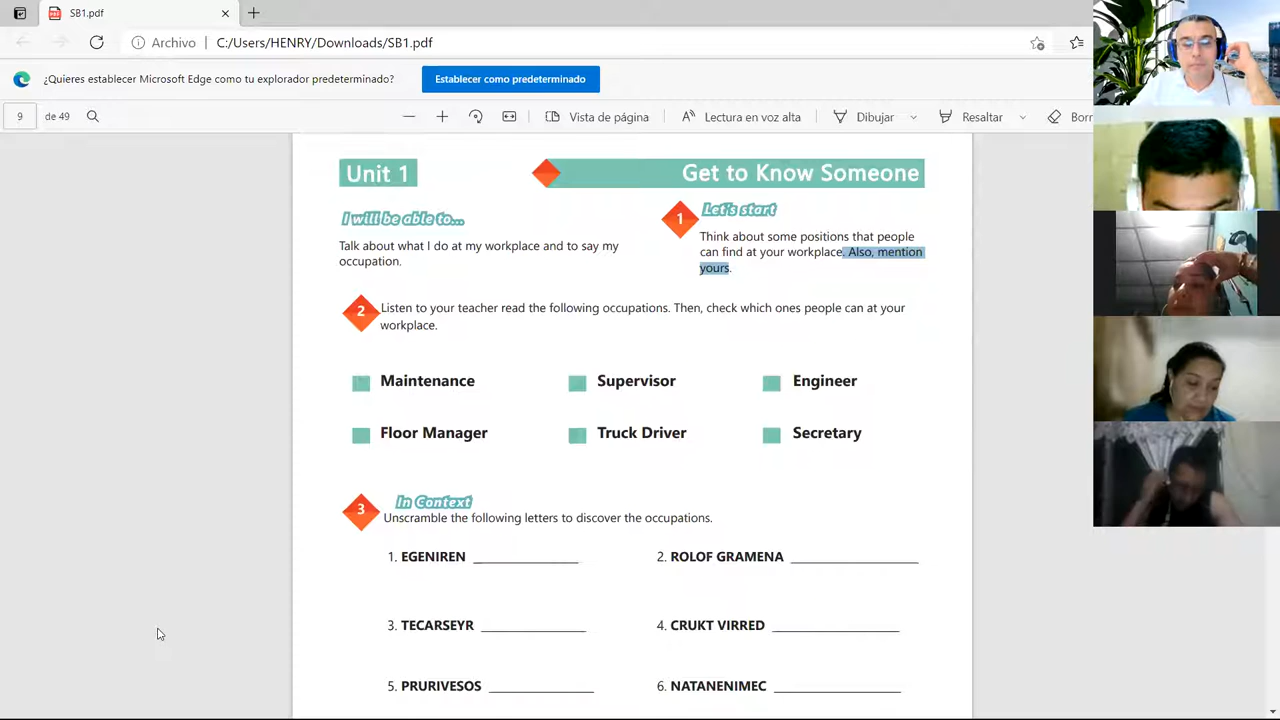 SB1.pdf
Archivo C:/Users/HENRY/Downloads/SB1.pdf
¿Quieres establecer Microsoft Edge como tu explorador predeterminado? Establecer como predeterminado
9 de 49 Vista de página Lectura en voz alta Dibujar Resaltar Borr
Unit 1 Get to Know Someone
I will be able to...
Talk about what I do at my workplace and to say my
occupation.
1 Let's start
Think about some positions that people
can find at your workplace. Also, mention
yours.
2 Listen to your teacher read the following occupations. Then, check which ones people can at your
workplace.
Maintenance Supervisor Engineer
Floor Manager Truck Driver Secretary
3 In Context
Unscramble the following letters to discover the occupations.
1. EGENIREN 2. ROLOF GRAMENA
3. TECARSEYR 4. CRUKT VIRRED
5. PRURIVESOS 6. NATANENIMEC